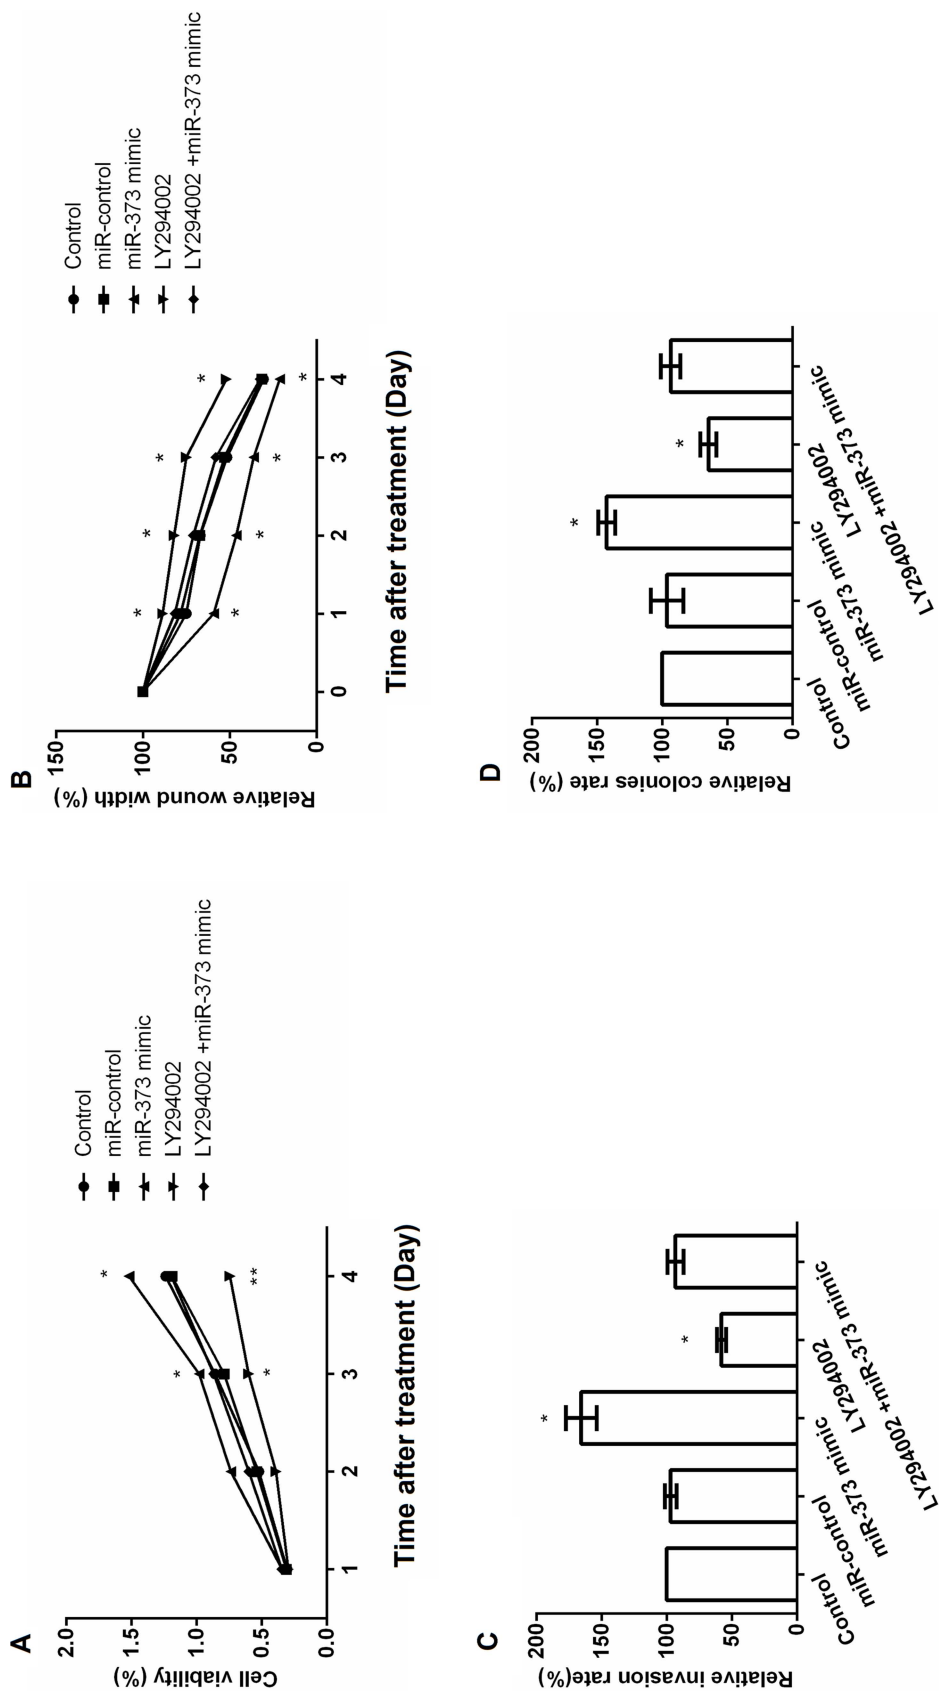 A
Cell viability (%)
2.0
1.5
1.0
0.5
0.0
1
2
3
4
*
*
*
**
Time after treatment (Day)
Control
miR-control
miR-373 mimic
LY294002
LY294002 +miR-373 mimic
B
Relative wound width (%)
150
100
50
0
0
1
2
3
4
*
*
*
*
*
*
*
*
Time after treatment (Day)
Control
miR-control
miR-373 mimic
LY294002
LY294002 +miR-373 mimic
C
Relative invasion rate(%)
200
150
100
50
0
*
*
Control
miR-control
miR-373 mimic
LY294002
LY294002 +miR-373 mimic
D
Relative colonies rate (%)
200
150
100
50
0
*
*
Control
miR-control
miR-373 mimic
LY294002
LY294002 +miR-373 mimic